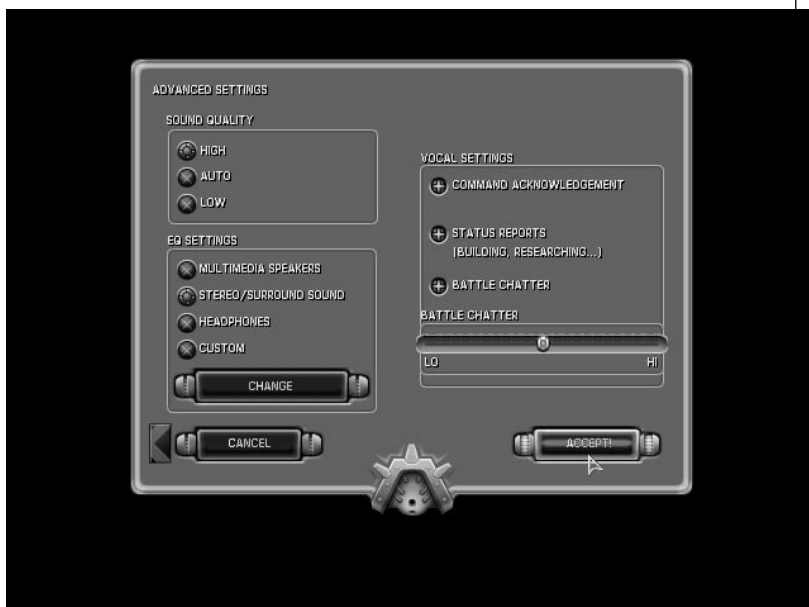 ADVANCED SETTINGS
SOUND QUALITY
HIGH
AUTO
LOW
EQ SETTINGS
MULTIMEDIA SPEAKERS
STEREO/SURROUND SOUND
HEADPHONES
CUSTOM
CHANGE
CANCEL
VOCAL SETTINGS
COMMAND ACKNOWLEDGEMENT
STATUS REPORTS
(BUILDING, RESEARCHING...)
BATTLE CHATTER
BATTLE CHATTER
LO HI
ACCEPT!